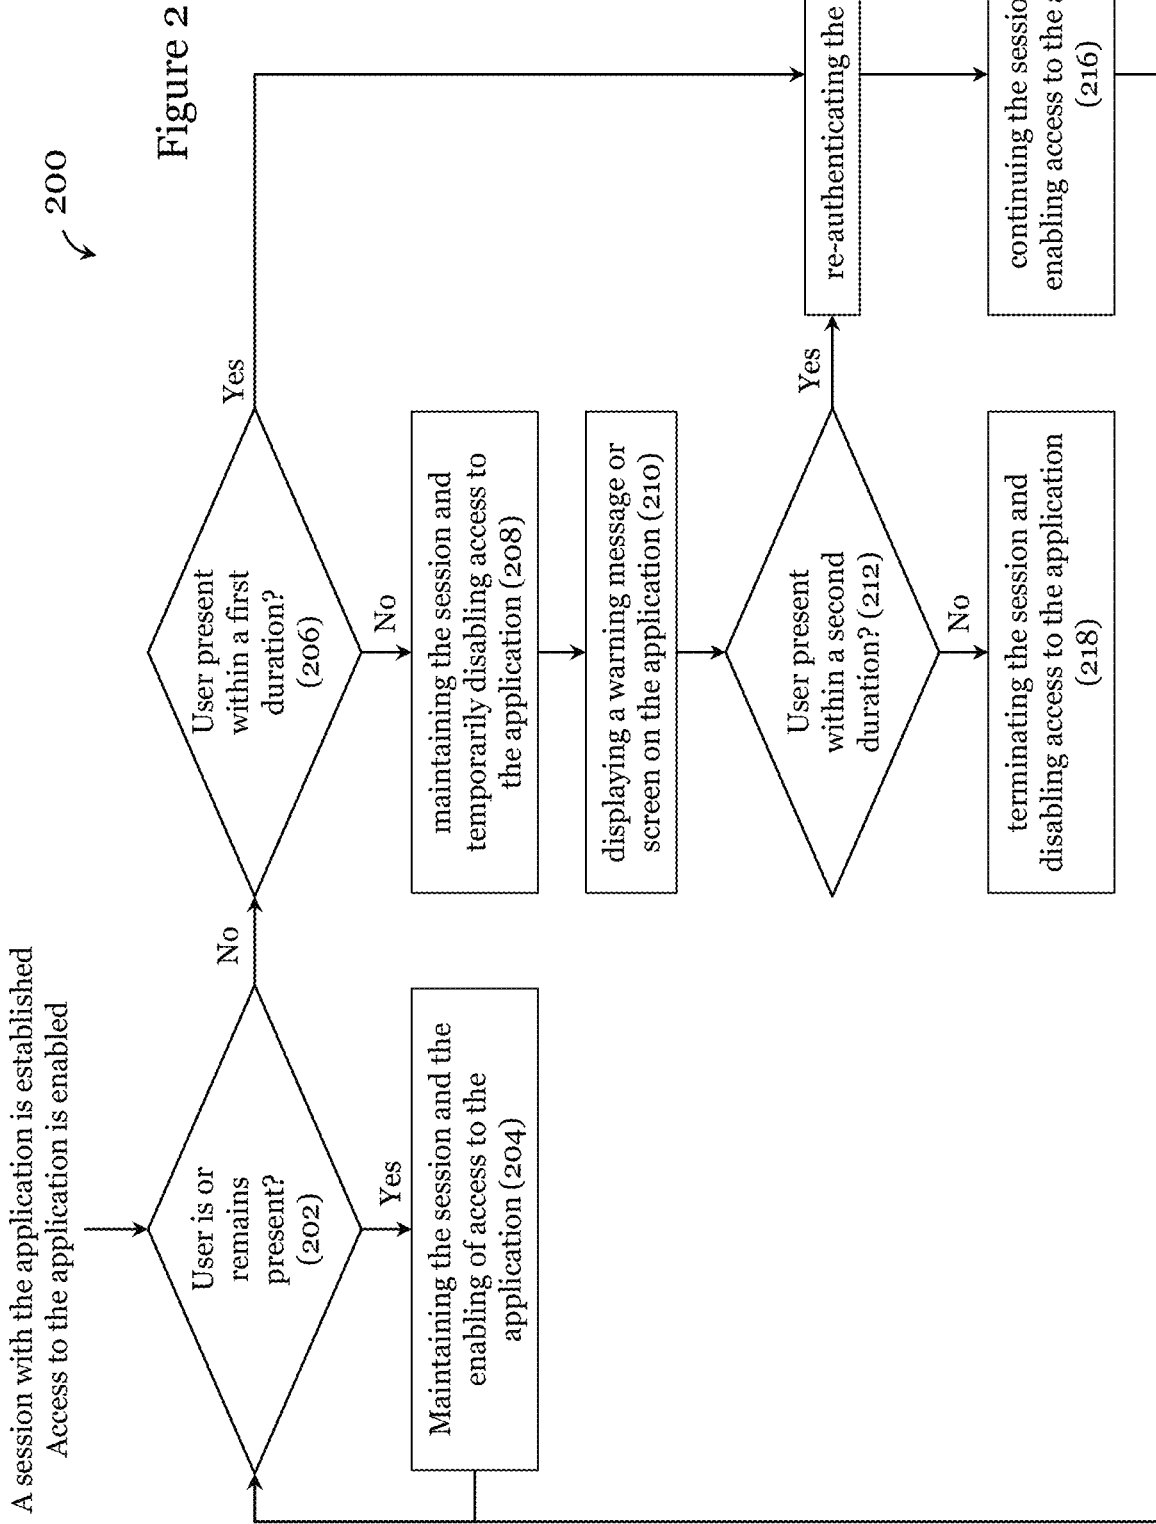 Figure 2
200
A session with the application is established
Access to the application is enabled
User is or
remains
present?
(202)
No
Yes
Maintaining the session and the
enabling of access to the
application (204)
User present
within a first
duration?
(206)
Yes
No
maintaining the session and
temporarily disabling access to
the application (208)
displaying a warning message or
screen on the application (210)
User present
within a second
duration? (212)
Yes
No
re-authenticating the
terminating the session and
disabling access to the application
(218)
continuing the
enabling access to the
(216)